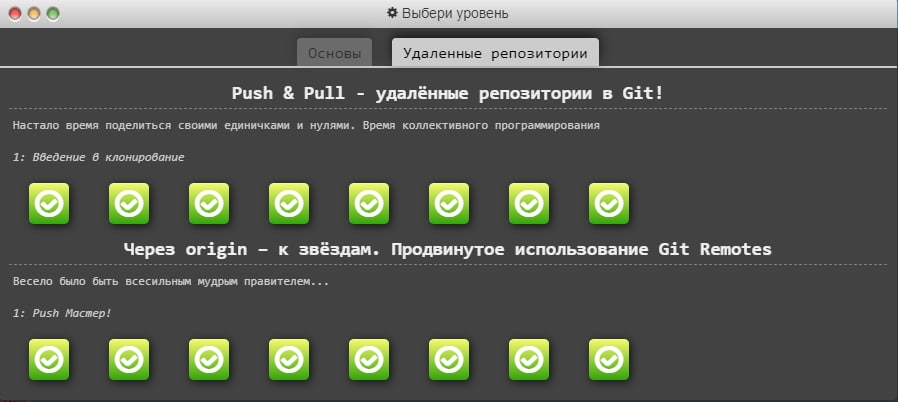 Выбери уровень
Основы Удаленные репозитории
Push & Pull - удалённые репозитории в Git!
Настало время поделиться своими единичками и нулями. Время коллективного программирования
1: Введение в клонирование
Через origin – к звёздам. Продвинутое использование Git Remotes
Весело было быть всесильным мудрым правителем...
1: Push Мастер!